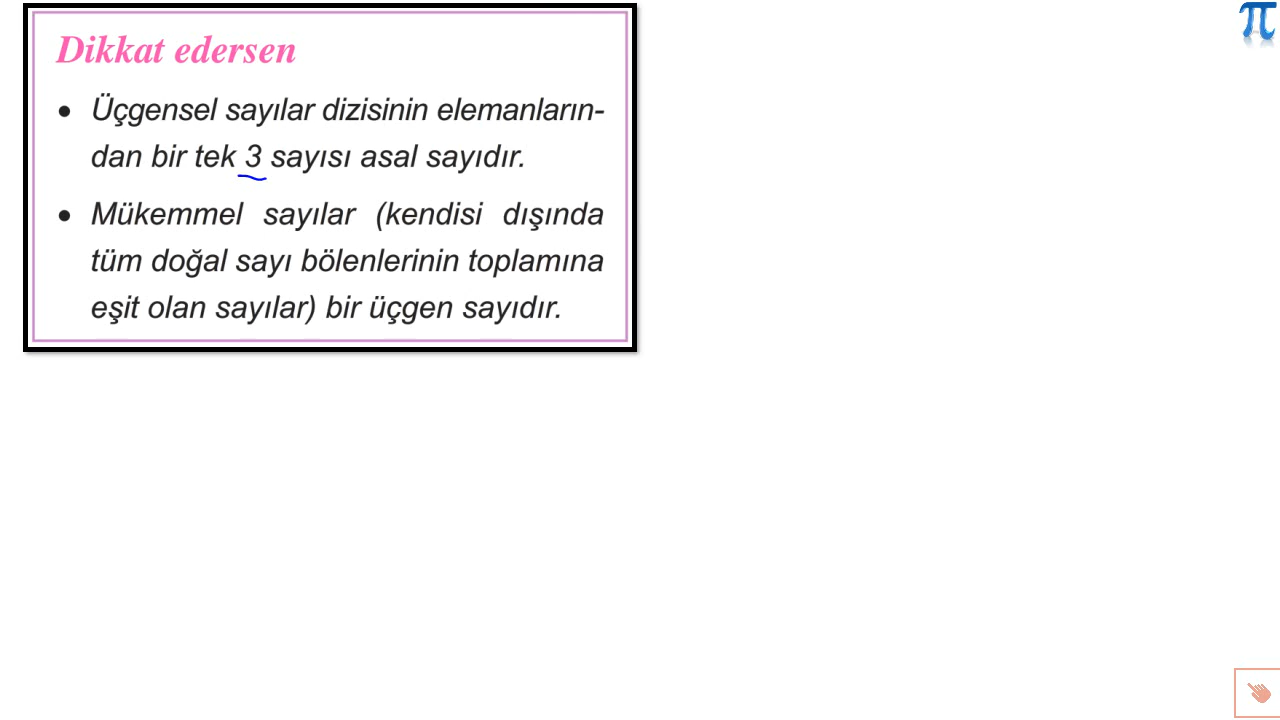 Dikkat edersen
• Üçgensel sayılar dizisinin elemanların-
dan bir tek 3 sayısı asal sayıdır.
• Mükemmel sayılar (kendisi dışında
tüm doğal sayı bölenlerinin toplamına
eşit olan sayılar) bir üçgen sayıdır.
π